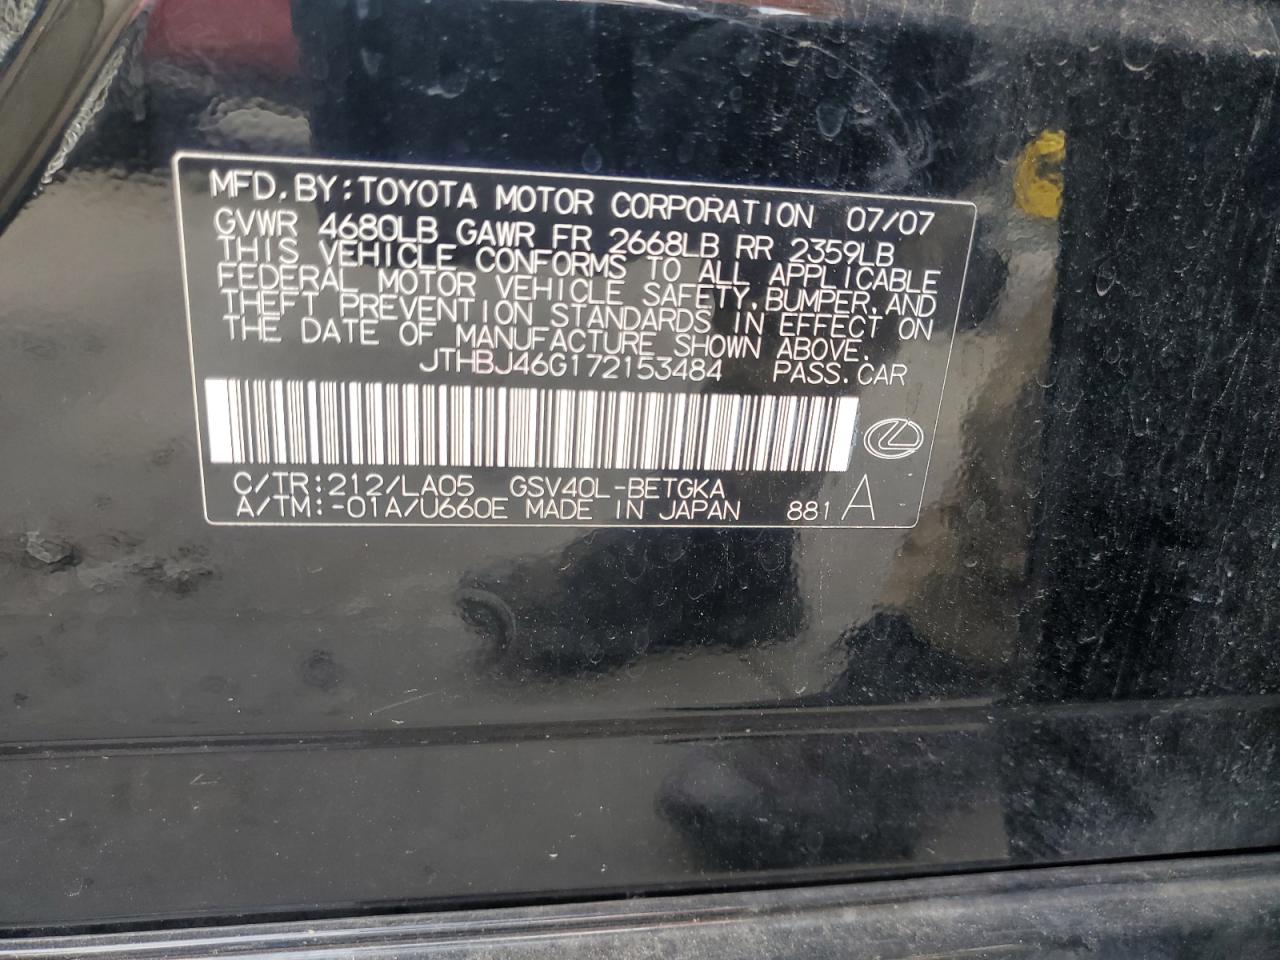 MFD.BY:TOYOTA MOTOR CORPORATION 07/07
GVWR 4680LB GAWR FR 2668LB RR 2359LB
THIS VEHICLE CONFORMS TO ALL APPLICABLE
FEDERAL MOTOR VEHICLE SAFETY,BUMPER,AND
THEFT PREVENTION STANDARDS IN EFFECT ON
THE DATE OF MANUFACTURE SHOWN ABOVE.
JTHBJ46G172153484 PASS.CAR
C/TR:212/LA05 GSV40L-BETGKA
A/TM:-01A/U660E MADE IN JAPAN 881 A